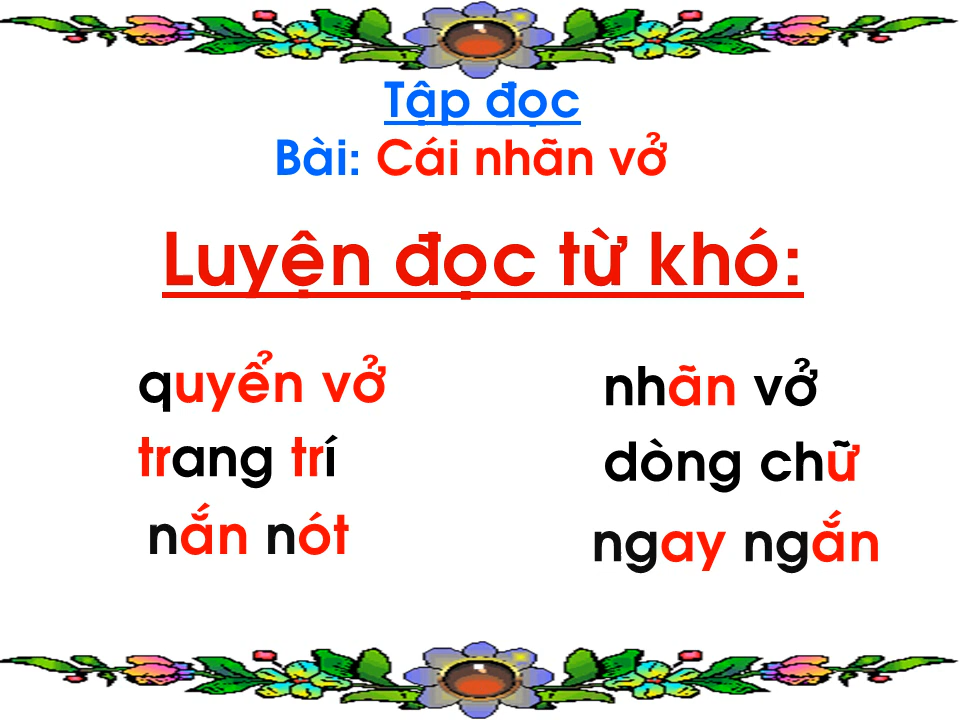 Tập đọc
Bài: Cái nhãn vở
Luyện đọc từ khó:
quyển vở
trang trí
nắn nót
nhãn vở
dòng chữ
ngay ngắn